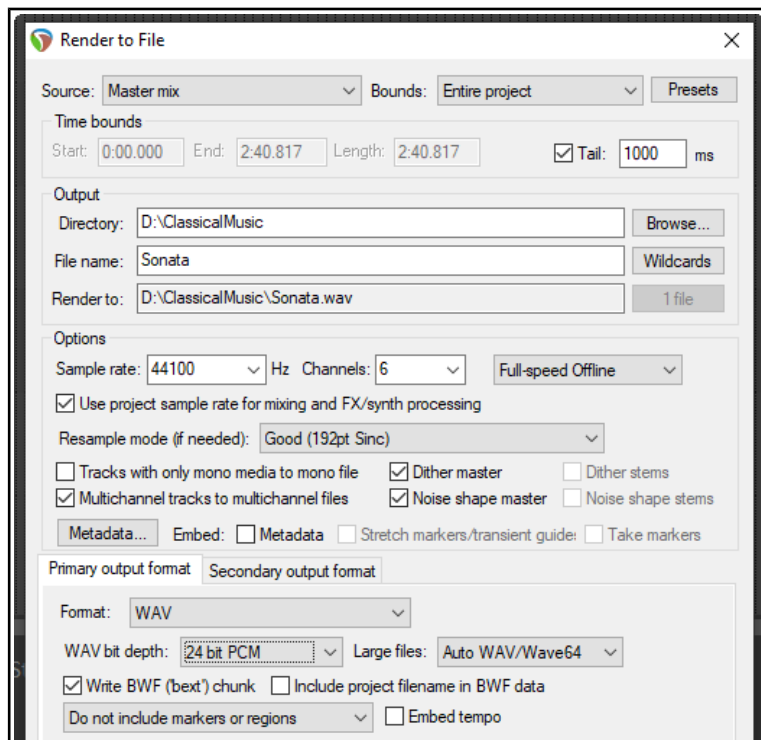 Render to File
Source: Master mix Bounds: Entire project Presets
Time bounds
Start: 0:00.000 End: 2:40.817 Length: 2:40.817 Tail: 1000 ms
Output
Directory: D:\ClassicalMusic Browse...
File name: Sonata Wildcards
Render to: D:\ClassicalMusic\Sonata.wav 1 file
Options
Sample rate: 44100 Hz Channels: 6 Full-speed Offline
Use project sample rate for mixing and FX/synth processing
Resample mode (if needed): Good (192pt Sinc)
Tracks with only mono media to mono file Dither master Dither stems
Multichannel tracks to multichannel files Noise shape master Noise shape stems
Metadata... Embed: Metadata Stretch markers/transient guide: Take markers
Primary output format Secondary output format
Format: WAV
WAV bit depth: 24 bit PCM Large files: Auto WAV/Wave64
Write BWF ('bext') chunk Include project filename in BWF data
Do not include markers or regions Embed tempo